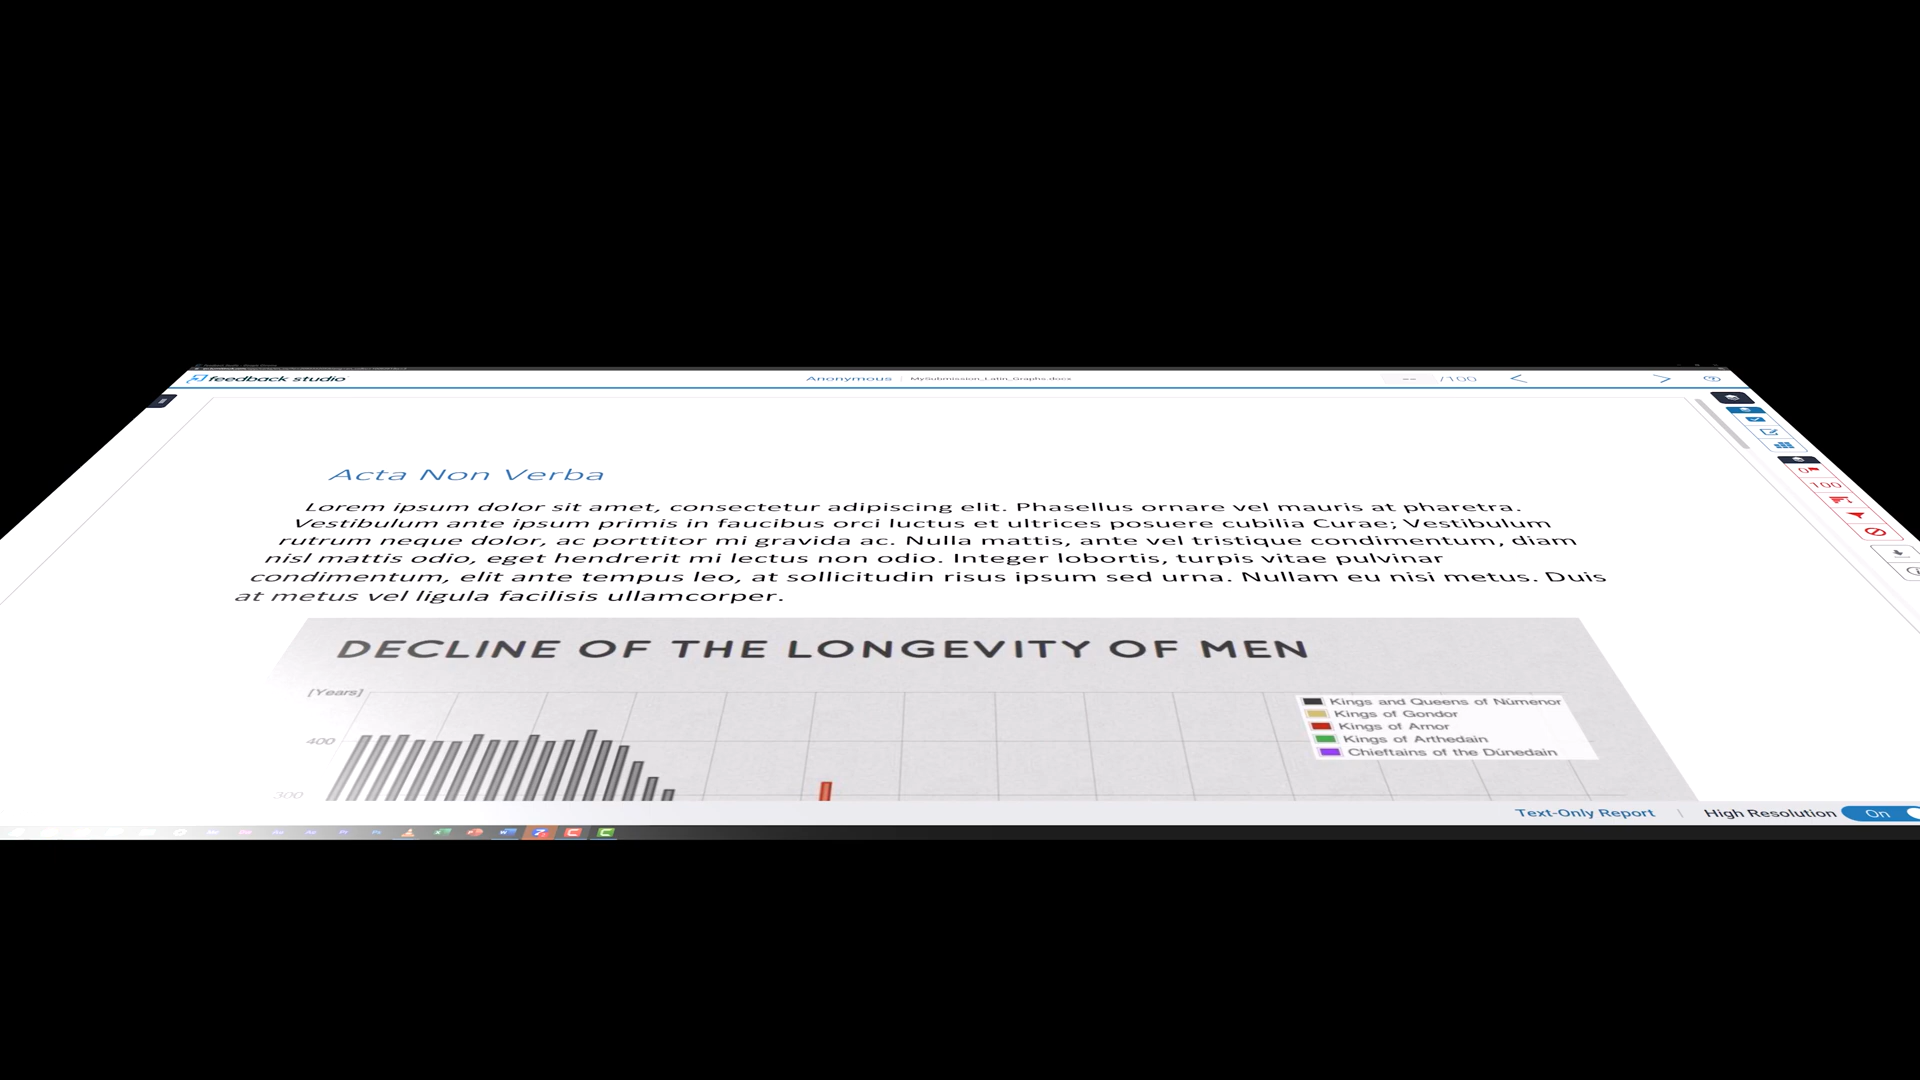 feedback studio
Anonymous
MySubmission_Latin_Graphs.docx
-- /100
Acta Non Verba
Lorem ipsum dolor sit amet, consectetur adipiscing elit. Phasellus ornare vel mauris at pharetra.
Vestibulum ante ipsum primis in faucibus orci luctus et ultrices posuere cubilia Curae; Vestibulum
rutrum neque dolor, ac porttitor mi gravida ac. Nulla mattis, ante vel tristique condimentum, diam
nisl mattis odio, eget hendrerit mi lectus non odio. Integer lobortis, turpis vitae pulvinar
condimentum, elit ante tempus leo, at sollicitudin risus ipsum sed urna. Nullam eu nisi metus. Duis
at metus vel ligula facilisis ullamcorper.
0
100
DECLINE OF THE LONGEVITY OF MEN
[Years]
400
300
Kings and Queens of Númenor
Kings of Gondor
Kings of Arnor
Kings of Arthedain
Chieftains of the Dúnedain
Text-Only Report
High Resolution
On